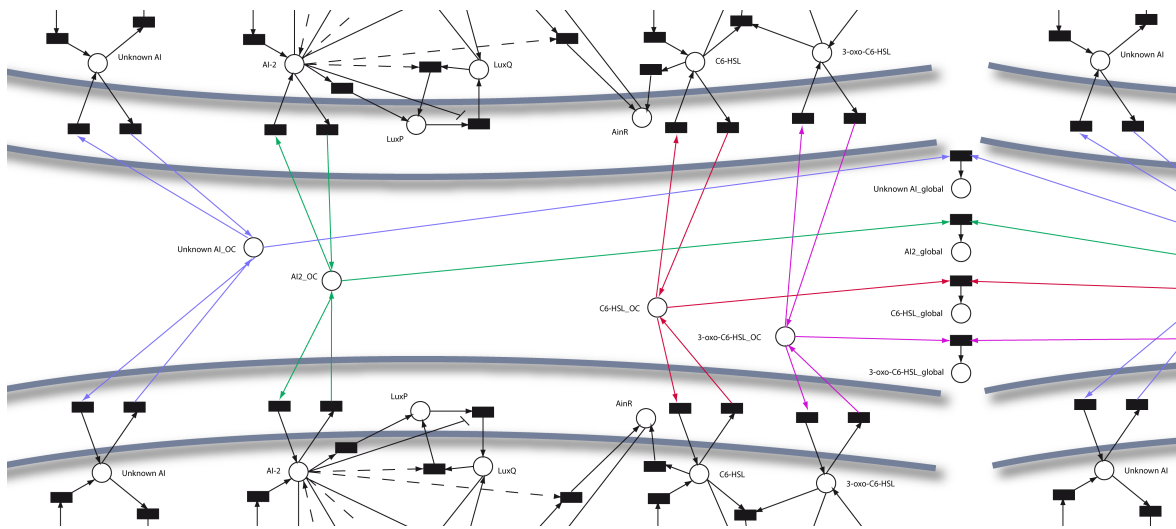 Unknown AI
AI-2
LuxQ
C6-HSL
3-oxo-C6-HSL
Unknown AI
LuxP
AinR
Unknown AI_global
Unknown AI_OC
AI2_global
AI2_OC
C6-HSL_OC
C6-HSL_global
3-oxo-C6-HSL_OC
3-oxo-C6-HSL_global
LuxP
AinR
Unknown AI
AI-2
LuxQ
C6-HSL
3-oxo-C6-HSL
Unknown AI